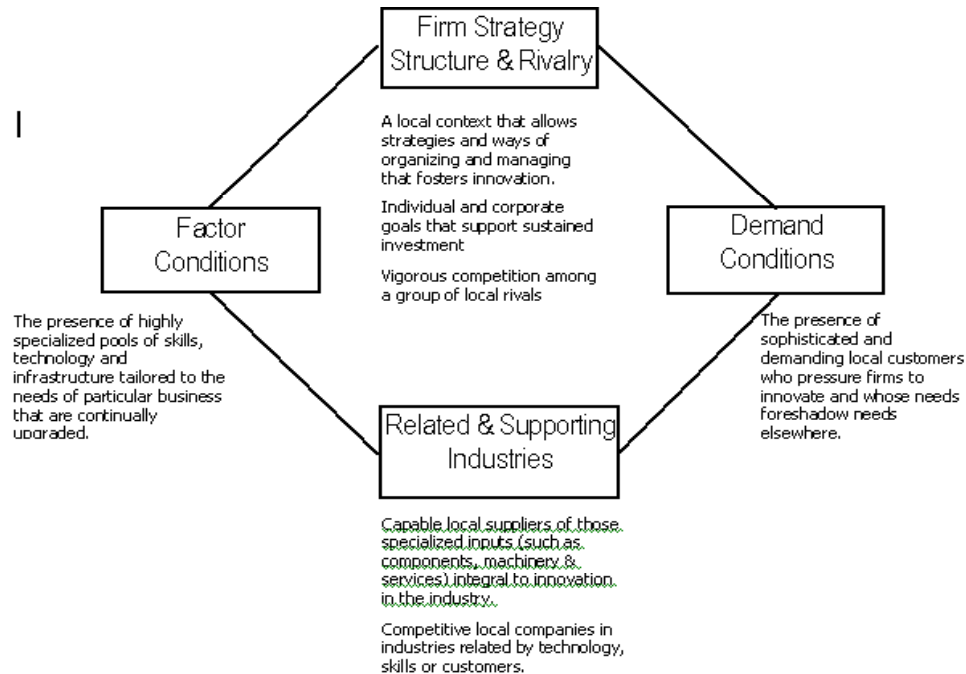 Firm Strategy
Structure & Rivalry
A local context that allows
strategies and ways of
organizing and managing
that fosters innovation.
Individual and corporate
goals that support sustained
investment
Vigorous competition among
a group of local rivals
Factor
Conditions
The presence of highly
specialized pools of skills,
technology and
infrastructure tailored to the
needs of particular business
that are continually
upgraded.
Demand
Conditions
The presence of
sophisticated and
demanding local customers
who pressure firms to
innovate and whose needs
foreshadow needs
elsewhere.
Related & Supporting
Industries
Capable local suppliers of those
specialized inputs (such as
components, machinery &
services) integral to innovation
in the industry.
Competitive local companies in
industries related by technology,
skills or customers.